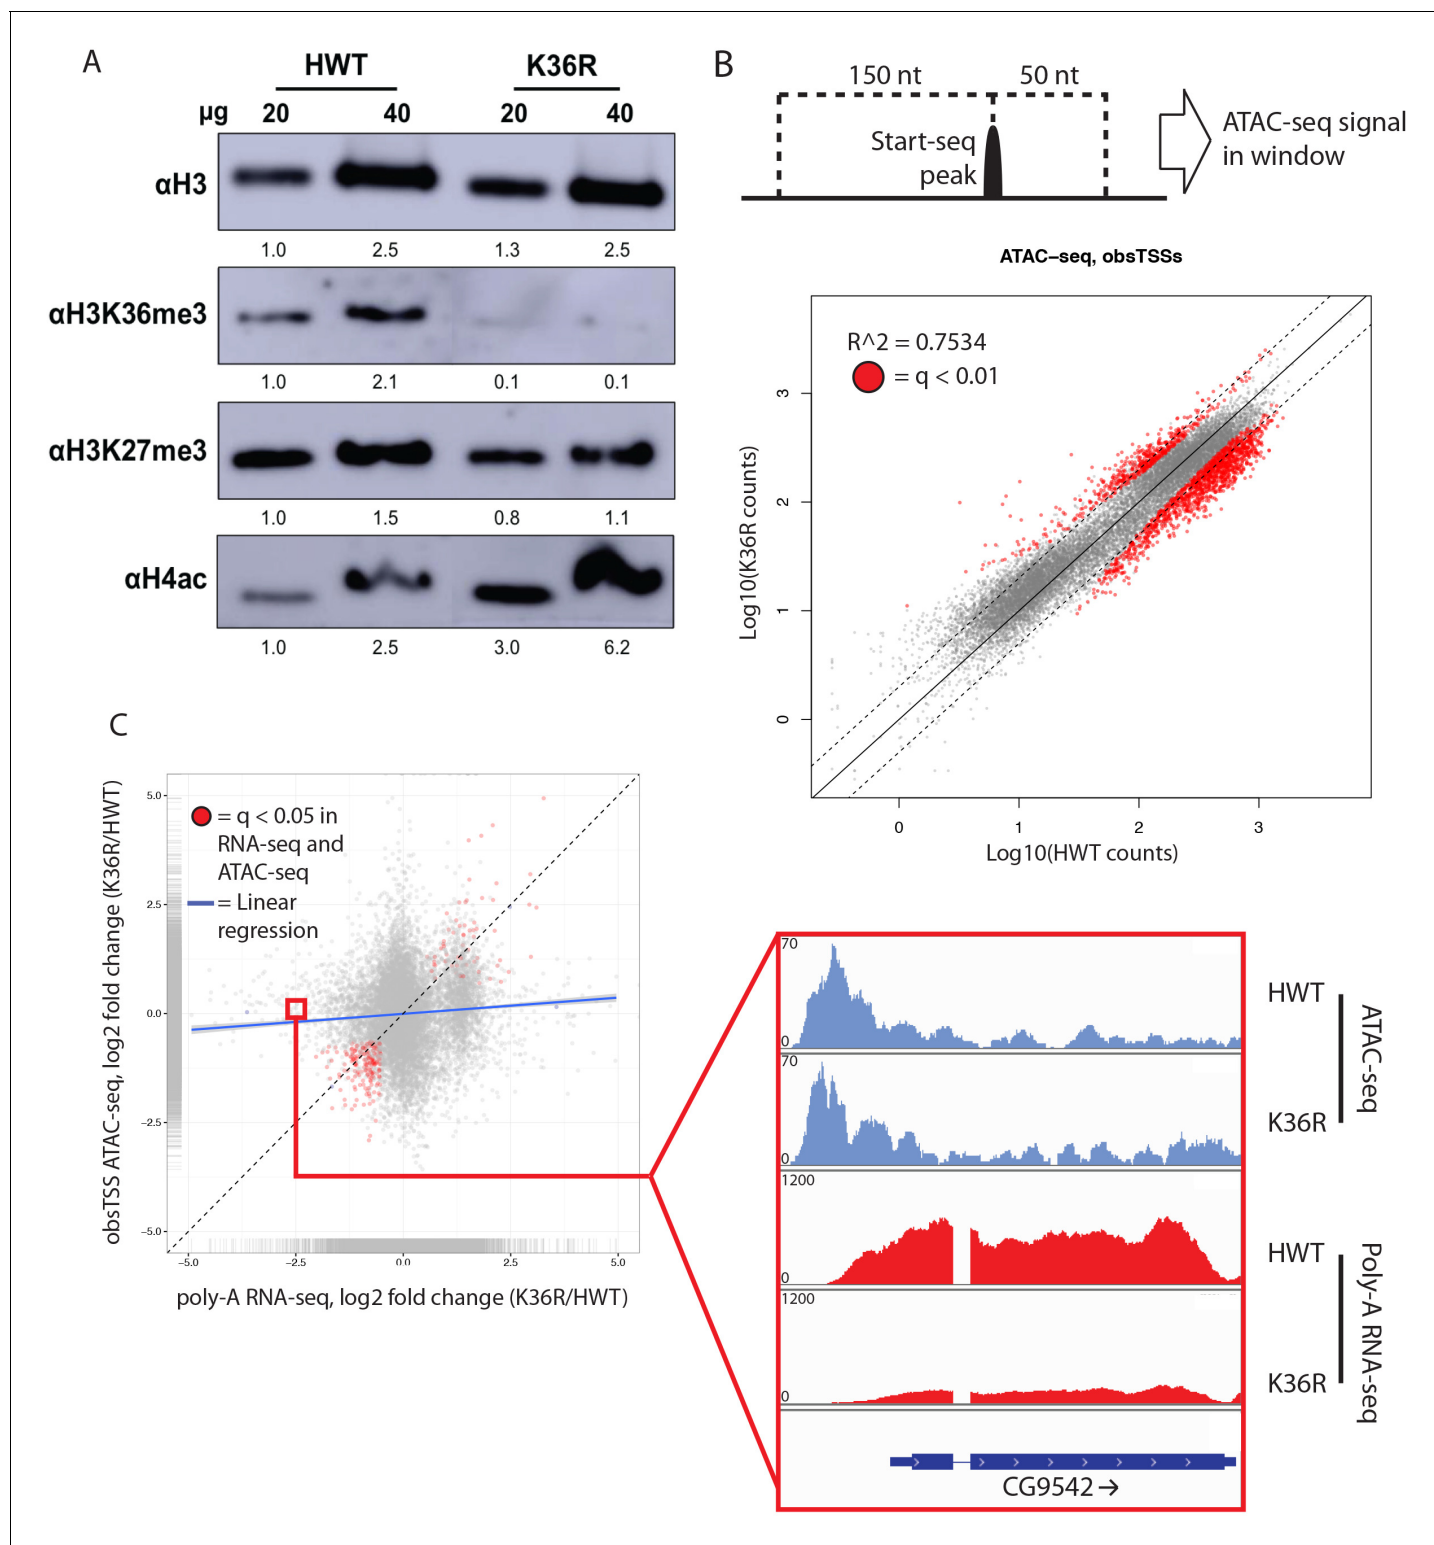 A
HWT
K36R
µg
20
40
20
40
αH3
1.0
2.5
1.3
2.5
αH3K36me3
1.0
2.1
0.1
0.1
αH3K27me3
1.0
1.5
0.8
1.1
αH4ac
1.0
2.5
3.0
6.2
B
150 nt
50 nt
Start-seq
peak
ATAC-seq signal
in window
ATAC–seq, obsTSSs
R^2 = 0.7534
= q < 0.01
Log10(K36R counts)
3
2
1
0
0
1
2
3
Log10(HWT counts)
C
obsTSS ATAC-seq, log2 fold change (K36R/HWT)
5.0
2.5
0.0
−2.5
−5.0
= q < 0.05 in
RNA-seq and
ATAC-seq
= Linear
regression
−5.0
−2.5
0.0
2.5
5.0
poly-A RNA-seq, log2 fold change (K36R/HWT)
70
0
HWT
70
0
K36R
ATAC-seq
1200
0
HWT
1200
0
K36R
Poly-A RNA-seq
CG9542→